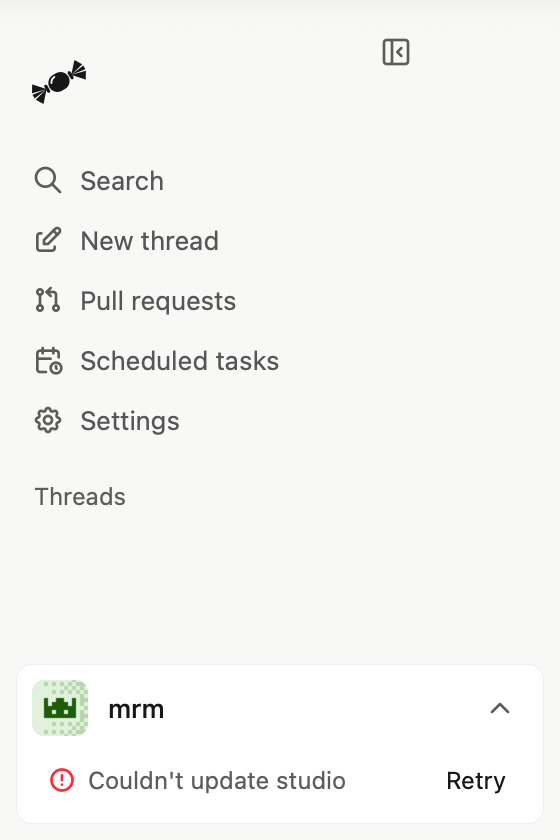 Search
New thread
Pull requests
Scheduled tasks
Settings
Threads
mrm
Couldn't update studio Retry